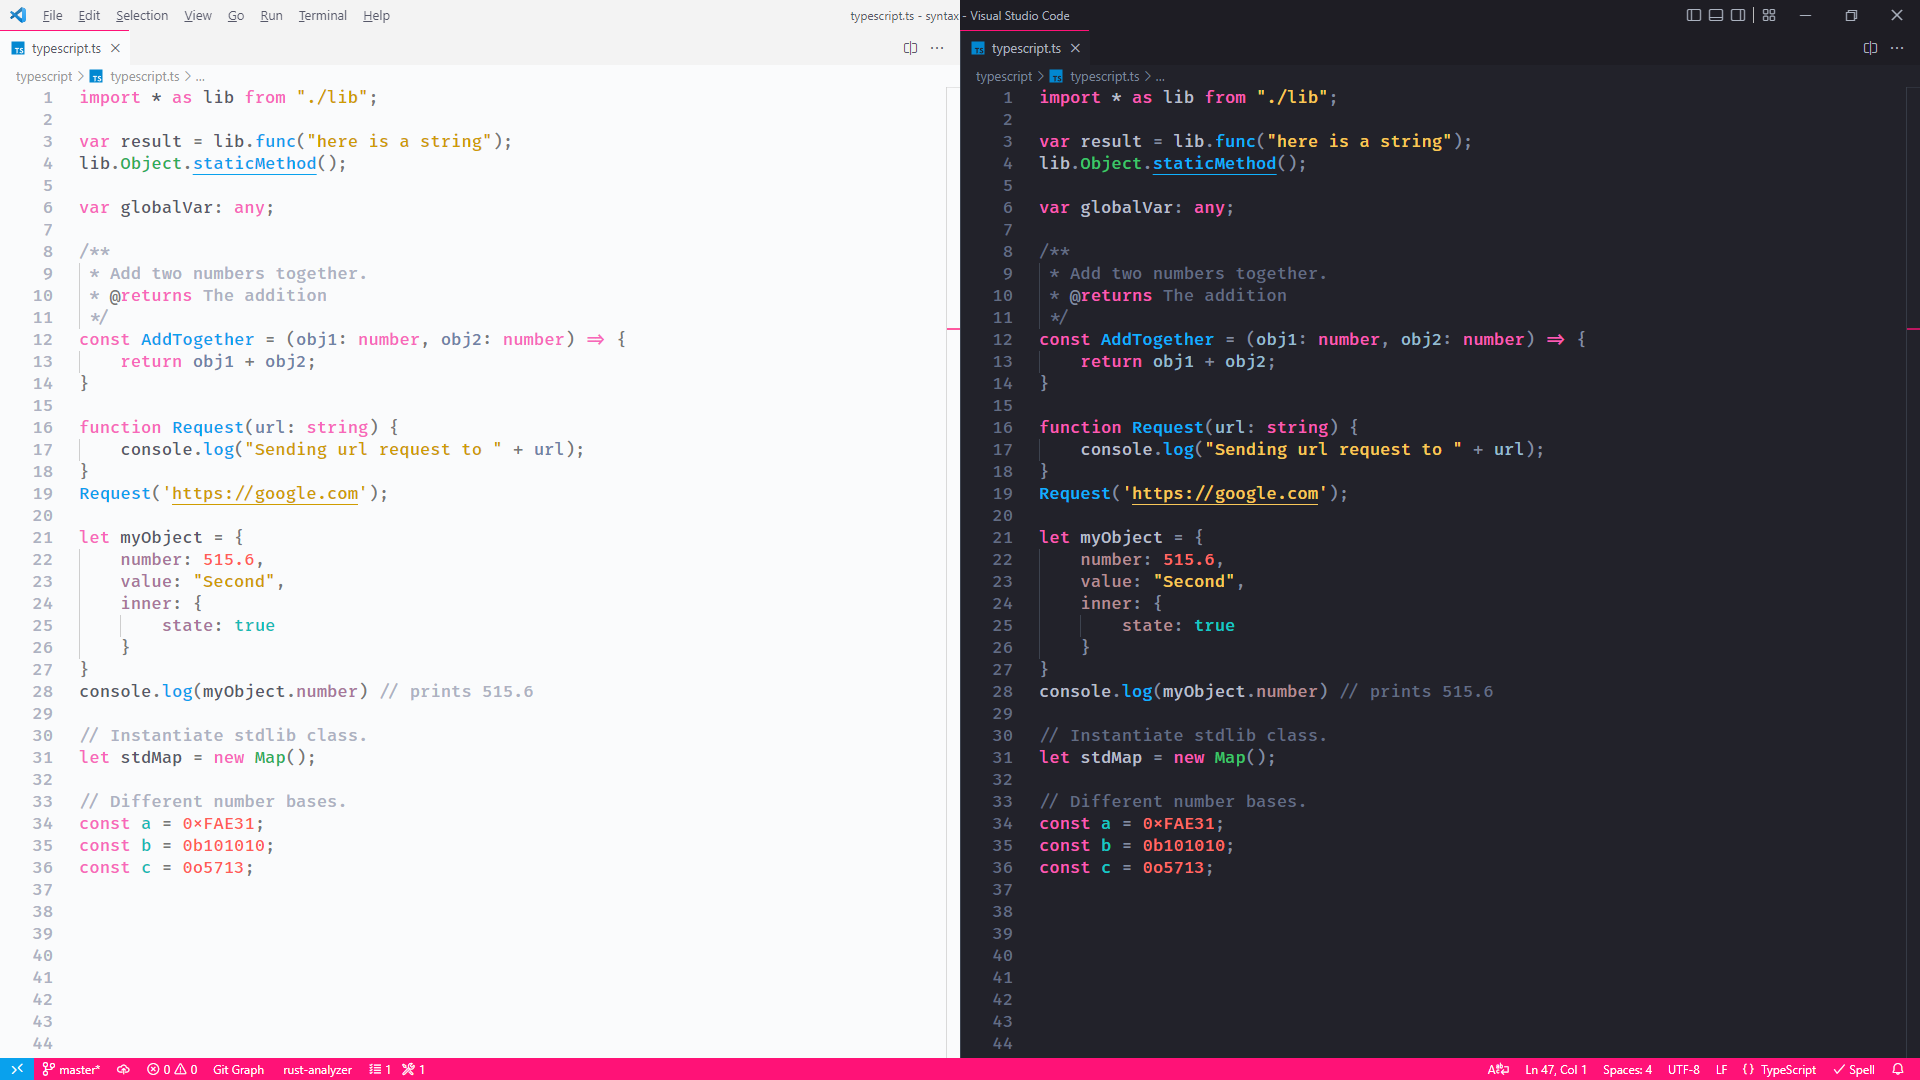 File Edit Selection View Go Run Terminal Help
typescript.ts - syntax - Visual Studio Code
TS typescript.ts
typescript > TS typescript.ts > ...
1 import * as lib from "./lib";
2
3 var result = lib.func("here is a string");
4 lib.Object.staticMethod();
5
6 var globalVar: any;
7
8 /**
9 * Add two numbers together.
10 * @returns The addition
11 */
12 const AddTogether = (obj1: number, obj2: number) => {
13 return obj1 + obj2;
14 }
15
16 function Request(url: string) {
17 console.log("Sending url request to " + url);
18 }
19 Request('https://google.com');
20
21 let myObject = {
22 number: 515.6,
23 value: "Second",
24 inner: {
25 state: true
26 }
27 }
28 console.log(myObject.number) // prints 515.6
29
30 // Instantiate stdlib class.
31 let stdMap = new Map();
32
33 // Different number bases.
34 const a = 0×FAE31;
35 const b = 0b101010;
36 const c = 0o5713;
37
38
39
40
41
42
43
44
TS typescript.ts
typescript > TS typescript.ts > ...
1 import * as lib from "./lib";
2
3 var result = lib.func("here is a string");
4 lib.Object.staticMethod();
5
6 var globalVar: any;
7
8 /**
9 * Add two numbers together.
10 * @returns The addition
11 */
12 const AddTogether = (obj1: number, obj2: number) => {
13 return obj1 + obj2;
14 }
15
16 function Request(url: string) {
17 console.log("Sending url request to " + url);
18 }
19 Request('https://google.com');
20
21 let myObject = {
22 number: 515.6,
23 value: "Second",
24 inner: {
25 state: true
26 }
27 }
28 console.log(myObject.number) // prints 515.6
29
30 // Instantiate stdlib class.
31 let stdMap = new Map();
32
33 // Different number bases.
34 const a = 0×FAE31;
35 const b = 0b101010;
36 const c = 0o5713;
37
38
39
40
41
42
43
44
master* 0 0 Git Graph rust-analyzer 1 1 Ln 47, Col 1 Spaces: 4 UTF-8 LF {} TypeScript Spell